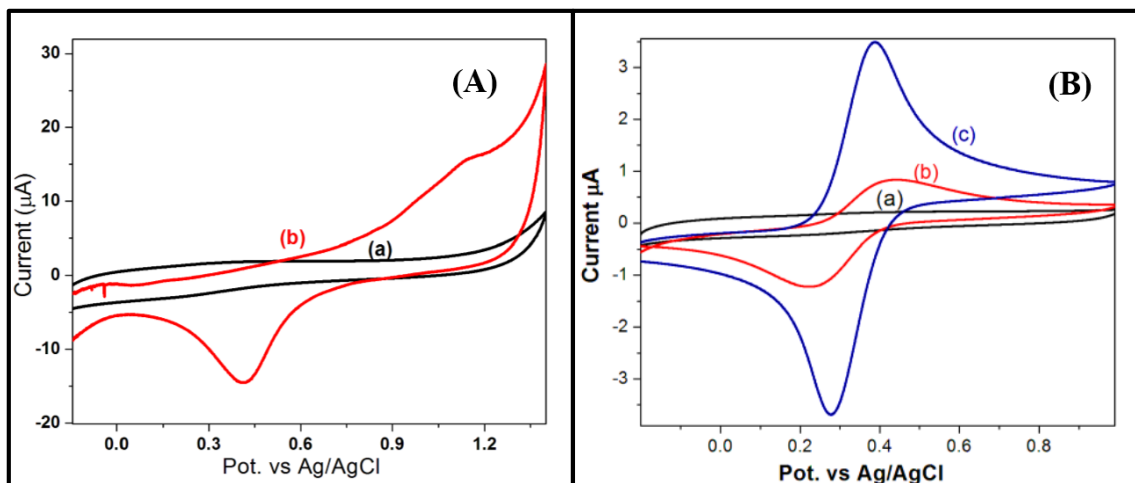 (A)
Current (µA)
30
20
10
0
-10
-20
(b)
(a)
0.0 0.3 0.6 0.9 1.2
Pot. vs Ag/AgCl
(B)
Current µA
3
2
1
0
-1
-2
-3
(c)
(b)
(a)
0.0 0.2 0.4 0.6 0.8
Pot. vs Ag/AgCl